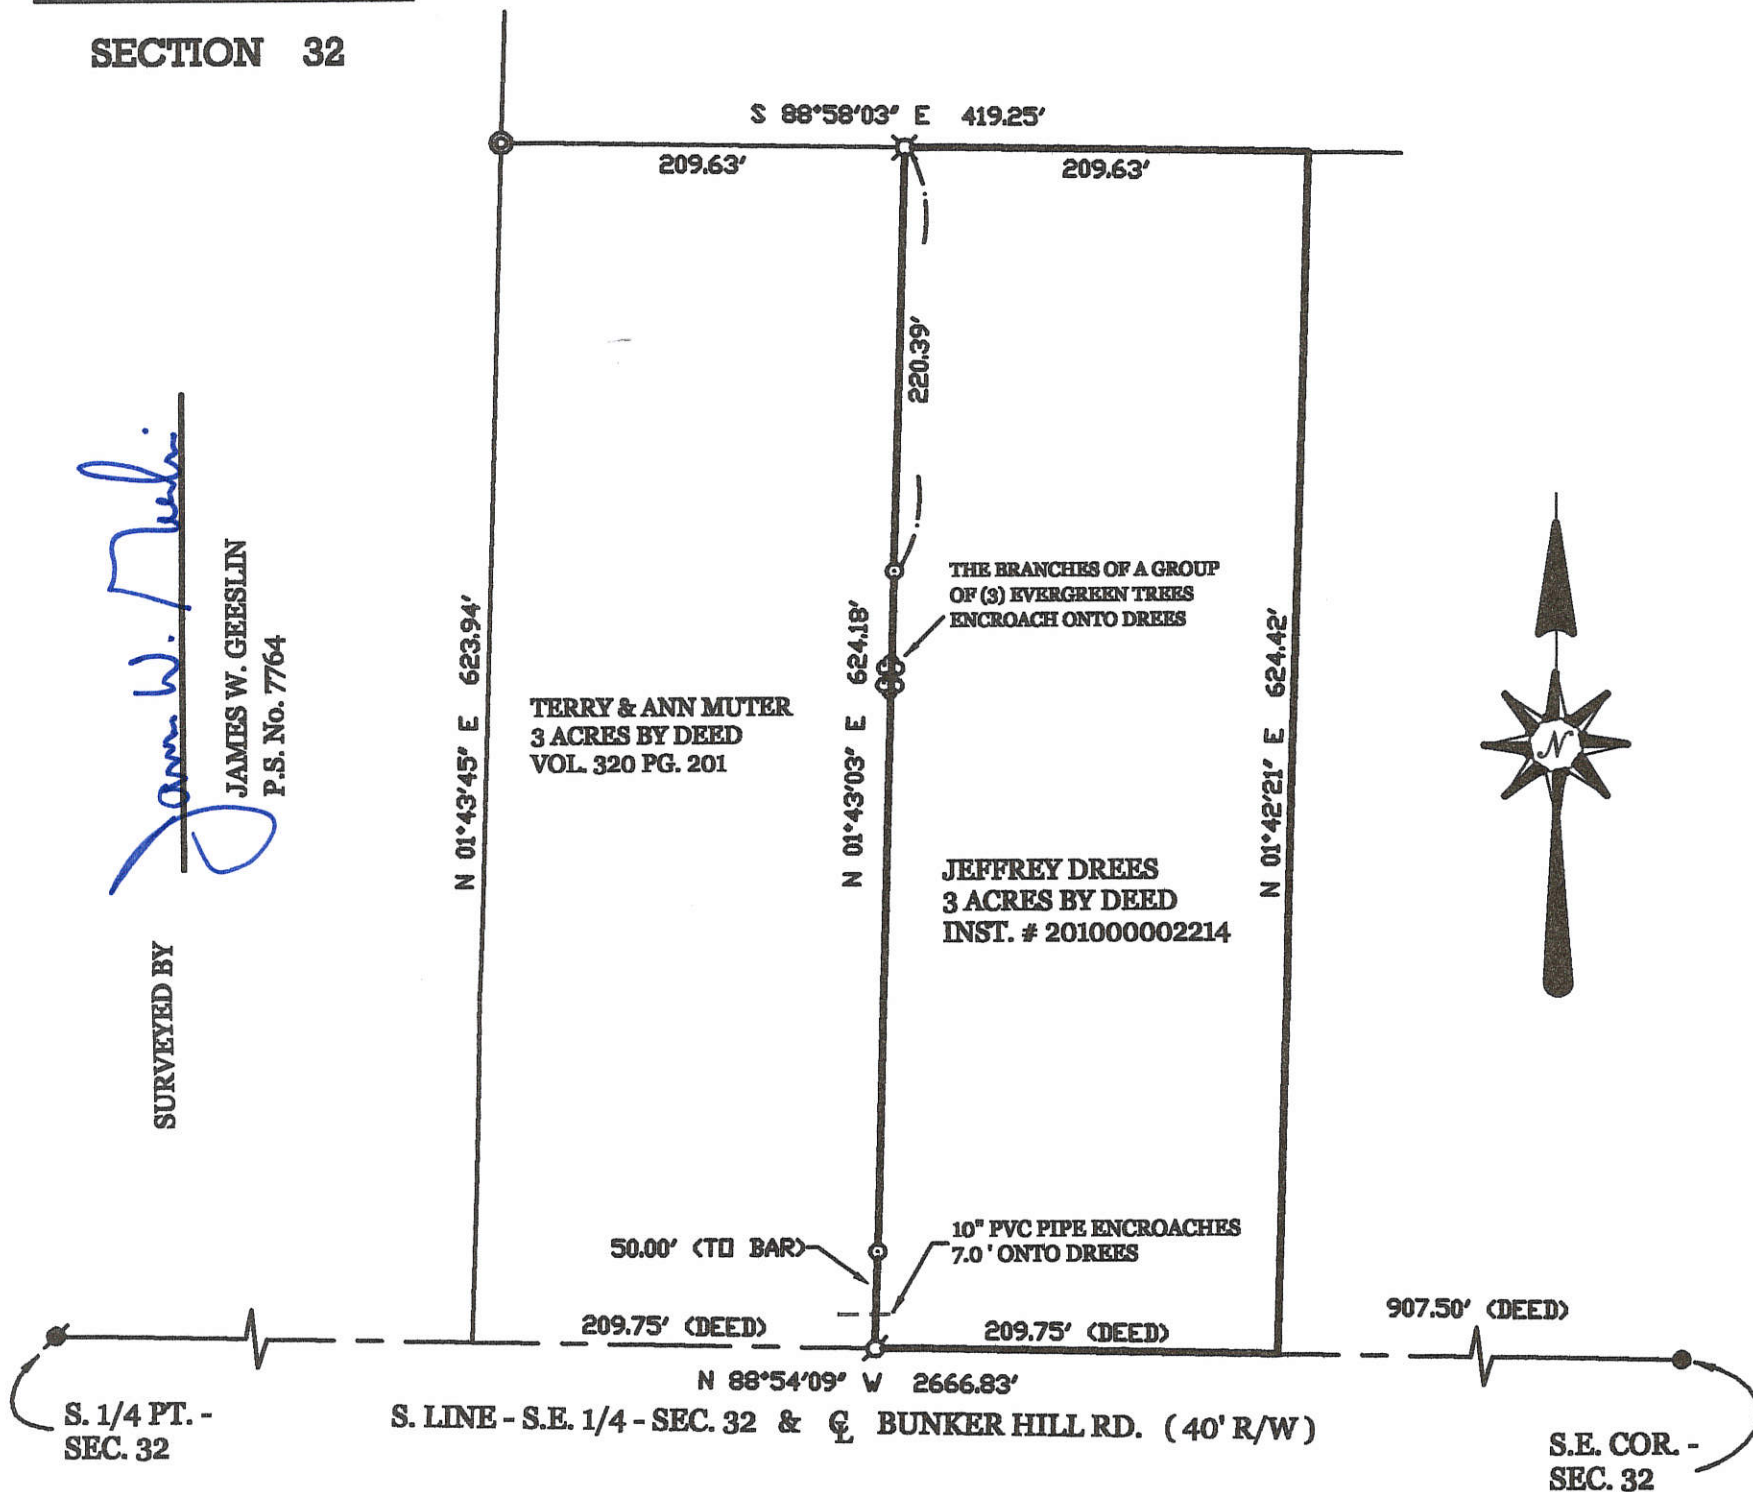 SECTION 32
S 88°58'03" E 419.25'
209.63'
209.63'
220.39'
THE BRANCHES OF A GROUP
OF (3) EVERGREEN TREES
ENCROACH ONTO DREES
N 01°43'45" E 623.94'
N 01°43'03" E 624.18'
N 01°42'21" E 624.42'
TERRY & ANN MUTER
3 ACRES BY DEED
VOL. 320 PG. 201
JEFFREY DREES
3 ACRES BY DEED
INST. # 201000002214
N
SURVEYED BY
JAMES W. GEESLIN
P.S. No. 7764
50.00' (TO BAR)
10" PVC PIPE ENCROACHES
7.0' ONTO DREES
209.75' (DEED)
209.75' (DEED)
907.50' (DEED)
N 88°54'09" W 2666.83'
S. LINE - S.E. 1/4 - SEC. 32 & ℄ BUNKER HILL RD. (40' R/W)
S. 1/4 PT. -
SEC. 32
S.E. COR. -
SEC. 32